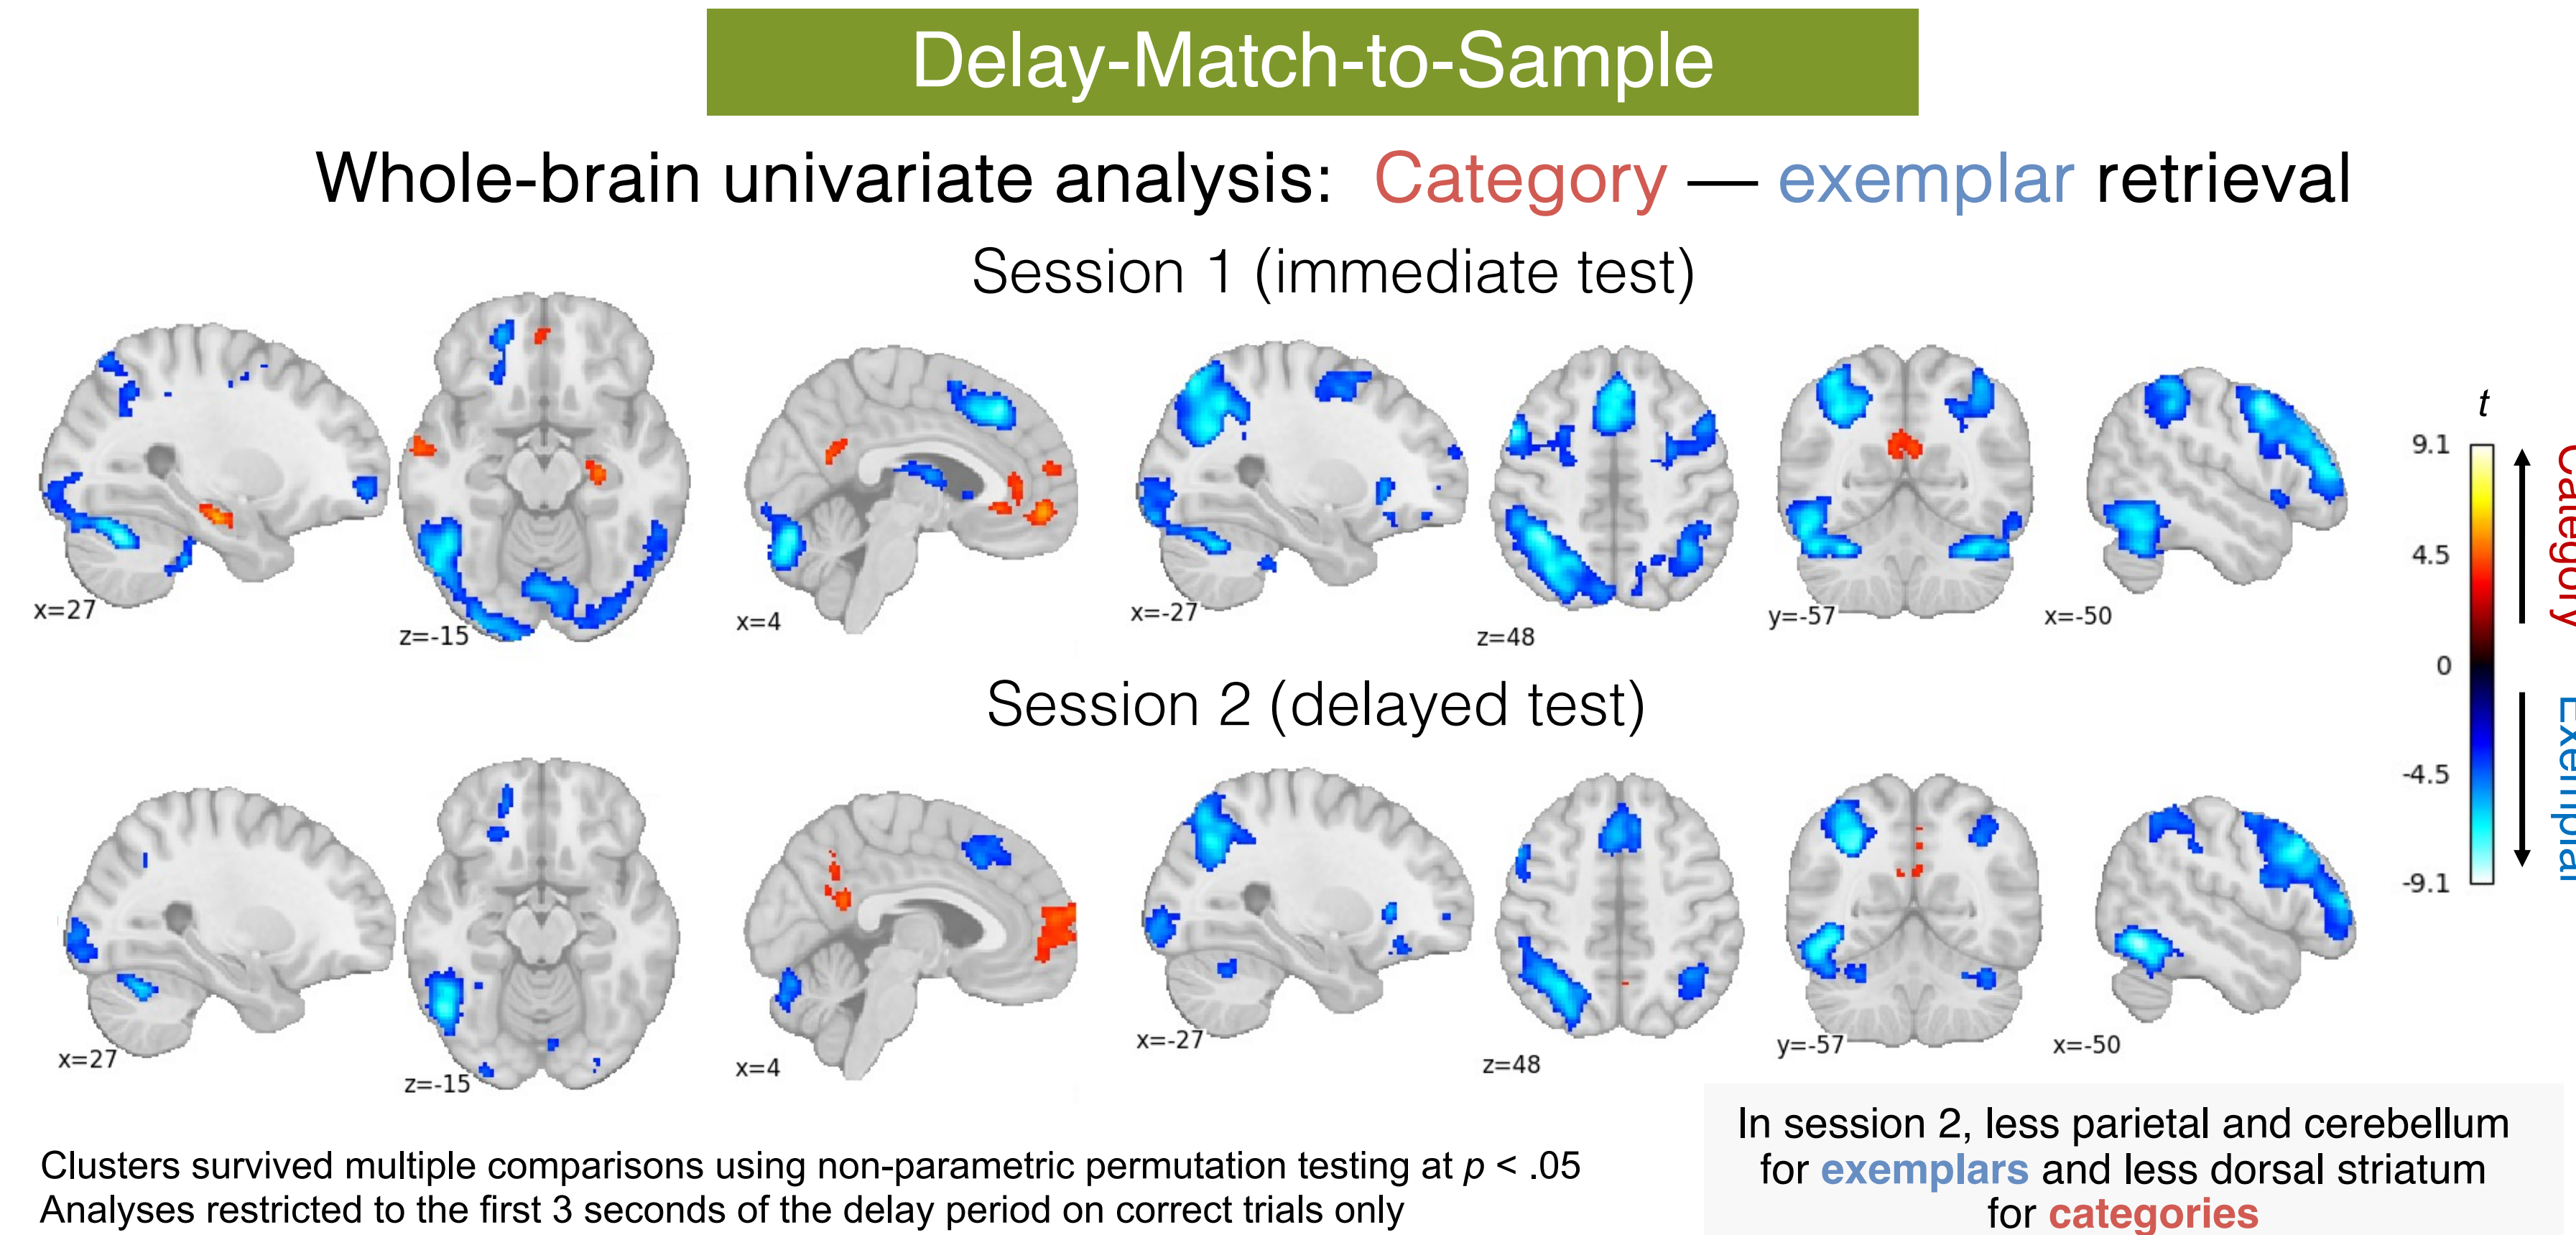 Delay-Match-to-Sample
Whole-brain univariate analysis: Category — exemplar retrieval
Session 1 (immediate test)
x=27
z=-15
x=4
x=-27
z=48
y=-57
x=-50
t
9.1
4.5
0
-4.5
-9.1
Category
Exemplar
Session 2 (delayed test)
x=27
z=-15
x=4
x=-27
z=48
y=-57
x=-50
Clusters survived multiple comparisons using non-parametric permutation testing at p < .05
Analyses restricted to the first 3 seconds of the delay period on correct trials only
In session 2, less parietal and cerebellum
for exemplars and less dorsal striatum
for categories